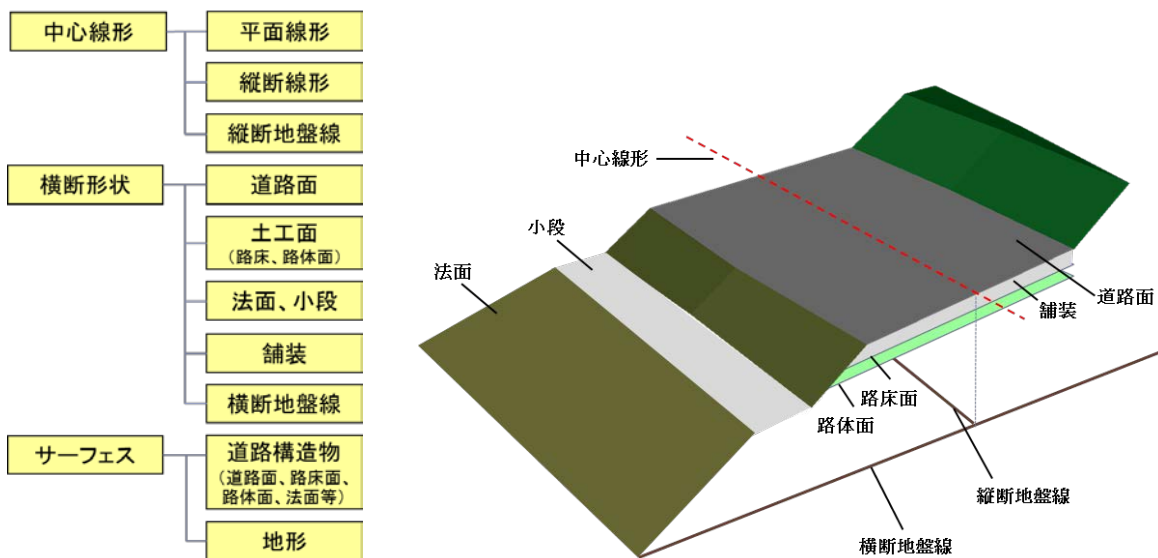 中心線形
平面線形
縦断線形
縦断地盤線
横断形状
道路面
土工面
(路床、路体面)
法面、小段
舗装
横断地盤線
サーフェス
道路構造物
(道路面、路床面、
路体面、法面等)
地形
中心線形
小段
法面
道路面
舗装
路床面
路体面
縦断地盤線
横断地盤線